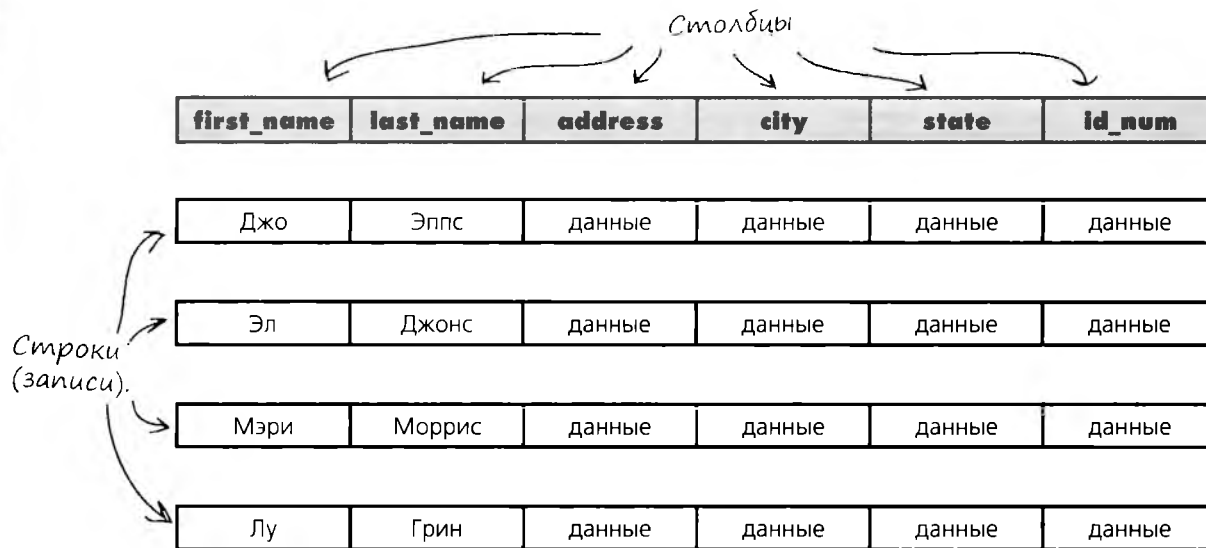 Столбцы
first_name last_name address city state id_num
Джо Эппс данные данные данные данные
Эл Джонс данные данные данные данные
Строки
(записи).
Мэри Моррис данные данные данные данные
Лу Грин данные данные данные данные